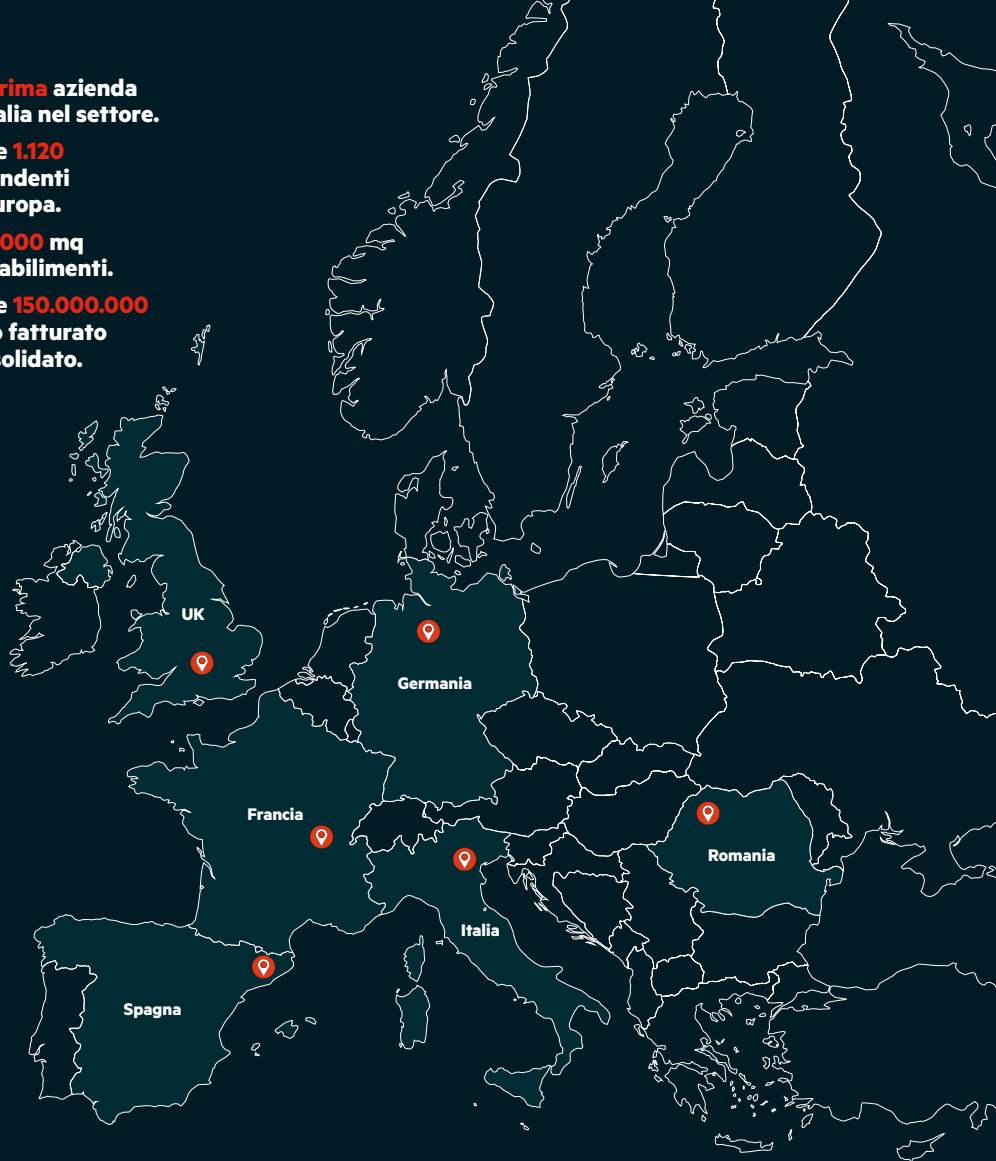 rima azienda
alia nel settore.
e 1.120
ndenti
uropa.
000 mq
abilimenti.
e 150.000.000
o fatturato
solidato.
UK
Germania
Francia
Romania
Italia
Spagna